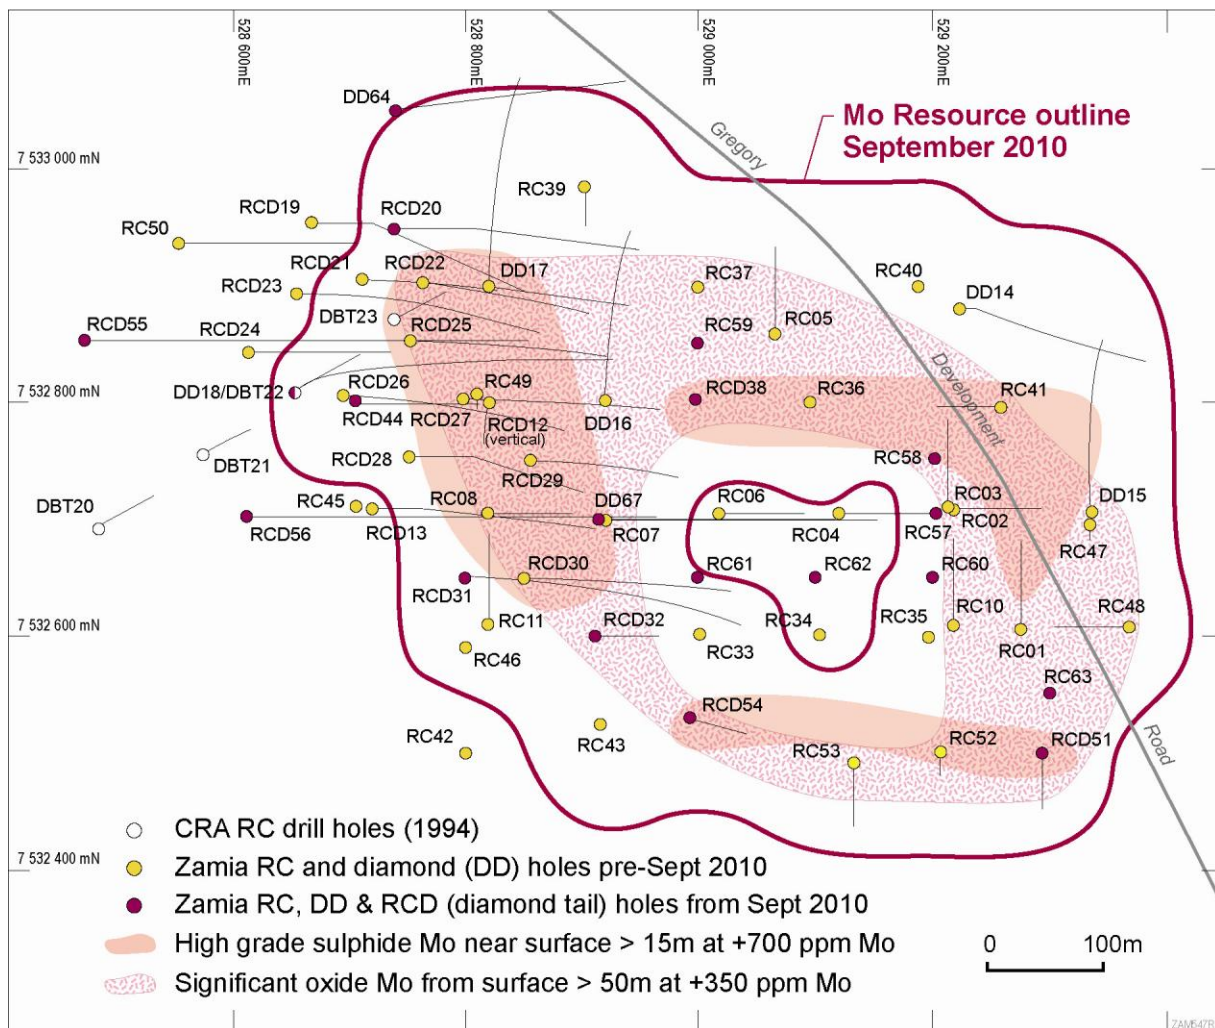 528 600mE
528 800mE
529 000mE
529 200mE
DD64
Mo Resource outline
September 2010
Gregory
7 533 000 mN
RC39
RCD19
RCD20
RC50
RCD21
RCD22
DD17
RC37
RC40
RCD23
DD14
DBT23
RCD55
RCD24
RCD25
RC59
RC05
Development
7 532 800 mN
DD18/DBT22
RCD26
RC49
RCD38
RC36
RC41
RCD44
RCD27
RCD12
(vertical)
DD16
DBT21
RCD28
RCD29
RC58
DBT20
RC45
RC08
DD67
RC06
RC03
DD15
RCD56
RCD13
RC07
RC04
RC57
RC02
RC47
RCD30
RCD31
RC61
RC62
RC60
7 532 600 mN
RC11
RCD32
RC34
RC35
RC10
RC48
RC46
RC33
RC01
RC63
RCD54
RC42
RC43
RC53
RC52
RCD51
Road
CRA RC drill holes (1994)
7 532 400 mN
Zamia RC and diamond (DD) holes pre-Sept 2010
Zamia RC, DD & RCD (diamond tail) holes from Sept 2010
High grade sulphide Mo near surface > 15m at +700 ppm Mo
0 100m
Significant oxide Mo from surface > 50m at +350 ppm Mo
ZAM547R